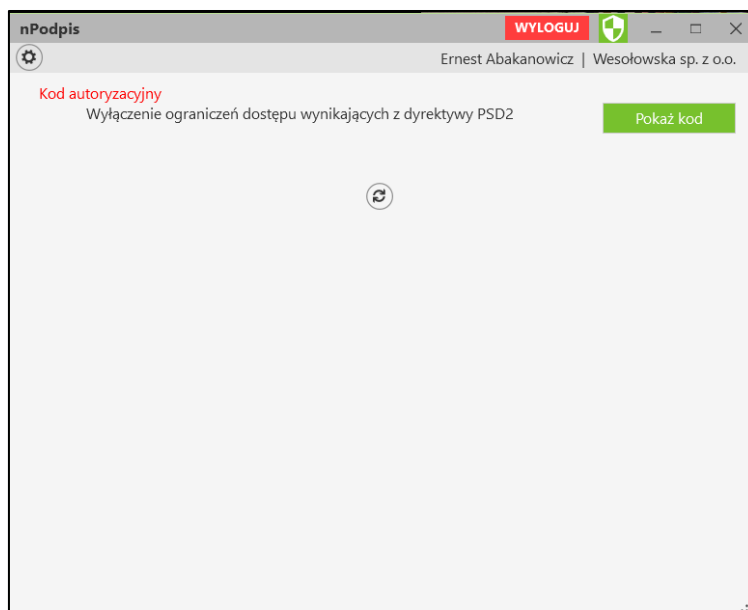 nPodpis WYLOGUJ
Ernest Abakanowicz | Wesołowska sp. z o.o.
Kod autoryzacyjny
Wyłączenie ograniczeń dostępu wynikających z dyrektywy PSD2
Pokaż kod